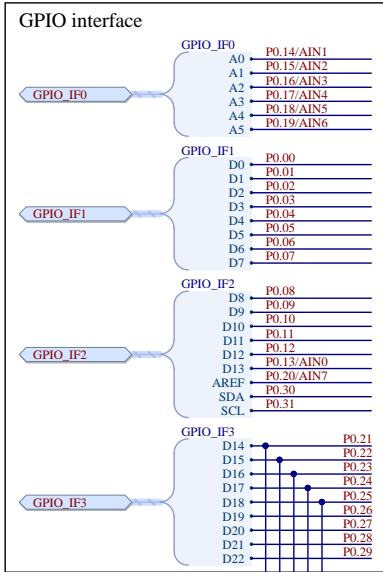 GPIO interface
GPIO_IF0
GPIO_IF0
A0 P0.14/AIN1
A1 P0.15/AIN2
A2 P0.16/AIN3
A3 P0.17/AIN4
A4 P0.18/AIN5
A5 P0.19/AIN6
GPIO_IF1
GPIO_IF1
D0 P0.00
D1 P0.01
D2 P0.02
D3 P0.03
D4 P0.04
D5 P0.05
D6 P0.06
D7 P0.07
GPIO_IF2
GPIO_IF2
D8 P0.08
D9 P0.09
D10 P0.10
D11 P0.11
D12 P0.12
D13 P0.13/AIN0
AREF P0.20/AIN7
SDA P0.30
SCL P0.31
GPIO_IF3
GPIO_IF3
D14 P0.21
D15 P0.22
D16 P0.23
D17 P0.24
D18 P0.25
D19 P0.26
D20 P0.27
D21 P0.28
D22 P0.29